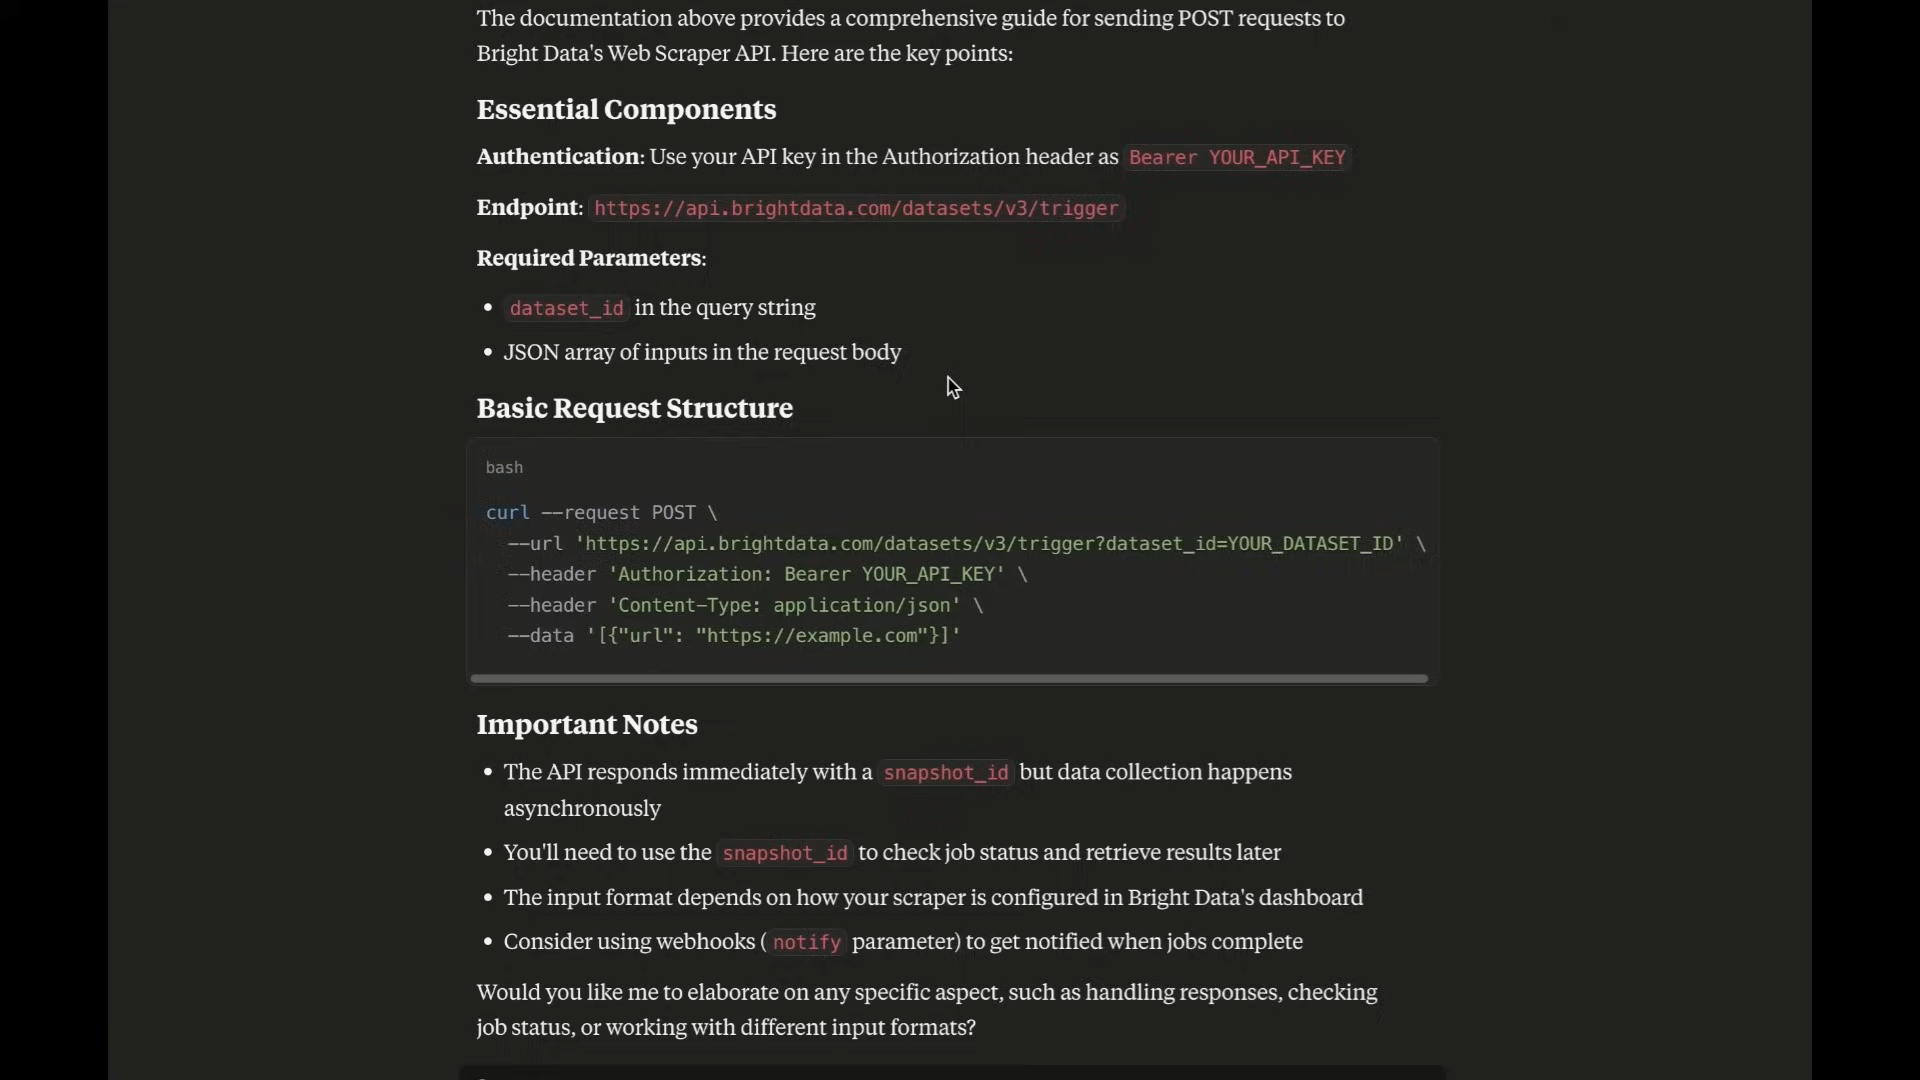 The documentation above provides a comprehensive guide for sending POST requests to
Bright Data's Web Scraper API. Here are the key points:
Essential Components
Authentication: Use your API key in the Authorization header as Bearer YOUR_API_KEY
Endpoint: https://api.brightdata.com/datasets/v3/trigger
Required Parameters:
• dataset_id in the query string
• JSON array of inputs in the request body
Basic Request Structure
bash
curl --request POST \
--url 'https://api.brightdata.com/datasets/v3/trigger?dataset_id=YOUR_DATASET_ID' \
--header 'Authorization: Bearer YOUR_API_KEY' \
--header 'Content-Type: application/json' \
--data '[{"url": "https://example.com"}]'
Important Notes
• The API responds immediately with a snapshot_id but data collection happens
asynchronously
• You'll need to use the snapshot_id to check job status and retrieve results later
• The input format depends on how your scraper is configured in Bright Data's dashboard
• Consider using webhooks ( notify parameter) to get notified when jobs complete
Would you like me to elaborate on any specific aspect, such as handling responses, checking
job status, or working with different input formats?